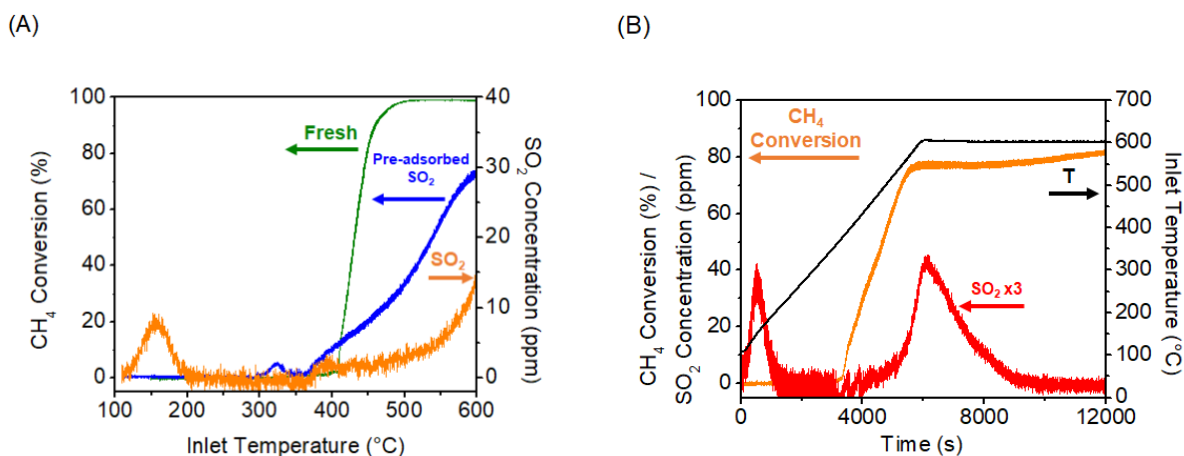 (A)
(B)
CH₄ Conversion (%)
100
80
60
40
20
0
Fresh
Pre-adsorbed
SO₂
SO₂
40
30
20
10
0
SO₂ Concentration (ppm)
100 200 300 400 500 600
Inlet Temperature (°C)
CH₄ Conversion (%) /
SO₂ Concentration (ppm)
100
80
60
40
20
0
CH₄
Conversion
T
SO₂ x3
700
600
500
400
300
200
100
0
Inlet Temperature
(°C)
0 4000 8000 12000
Time (s)